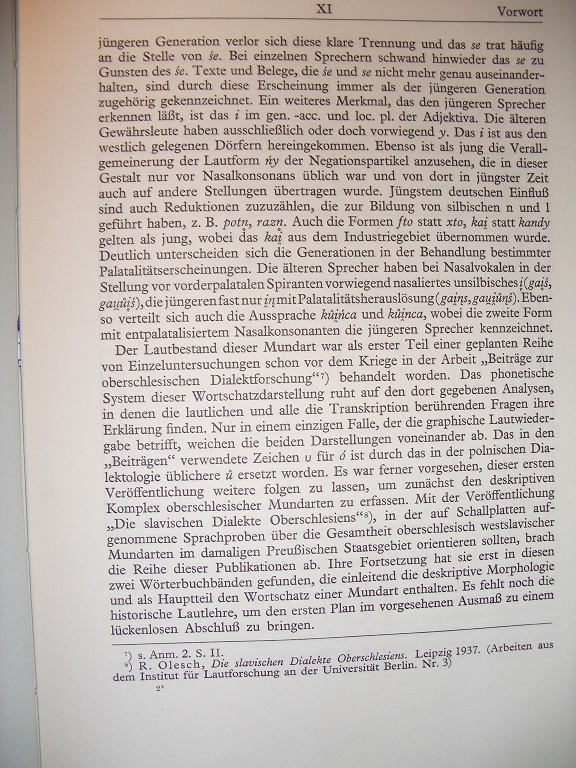 XI
Vorwort
jüngeren Generation verlor sich diese klare Trennung und das se trat häufig
an die Stelle von śe. Bei einzelnen Sprechern schwand hinwieder das se zu
Gunsten des śe. Texte und Belege, die śe und se nicht mehr genau auseinander-
halten, sind durch diese Erscheinung immer als der jüngeren Generation
zugehörig gekennzeichnet. Ein weiteres Merkmal, das den jüngeren Sprecher
erkennen läßt, ist das i im gen. -acc. und loc. pl. der Adjektiva. Die älteren
Gewährsleute haben ausschließlich oder doch vorwiegend y. Das i ist aus den
westlich gelegenen Dörfern hereingekommen. Ebenso ist als jung die Verall-
gemeinerung der Lautform ńy der Negationspartikel anzusehen, die in dieser
Gestalt nur vor Nasalkonsonans üblich war und von dort in jüngster Zeit
auch auf andere Stellungen übertragen wurde. Jüngstem deutschen Einfluß
sind auch Reduktionen zuzuzählen, die zur Bildung von silbischen n und l
geführt haben, z. B. potn̥, razn̥. Auch die Formen fto statt xto, kai̯ statt kandy
gelten als jung, wobei das kai̯ aus dem Industriegebiet übernommen wurde.
Deutlich unterscheiden sich die Generationen in der Behandlung bestimmter
Palatalitätserscheinungen. Die älteren Sprecher haben bei Nasalvokalen in der
Stellung vor vorderpalatalen Spiranten vorwiegend nasaliertes unsilbisches
die jüngeren fast nur mit Palatalitätsherauslösung Eben-
so verteilt sich auch die Aussprache und wobei die zweite Form
mit entpalatalisiertem Nasalkonsonanten die jüngeren Sprecher kennzeichnet.
Der Lautbestand dieser Mundart war als erster Teil einer geplanten Reihe
von Einzeluntersuchungen schon vor dem Kriege in der Arbeit „Beiträge zur
oberschlesischen Dialektforschung“⁷) behandelt worden. Das phonetische
System dieser Wortschatzdarstellung ruht auf den dort gegebenen Analysen,
in denen die lautlichen und alle die Transkription berührenden Fragen ihre
Erklärung finden. Nur in einem einzigen Falle, der die graphische Lautwieder-
gabe betrifft, weichen die beiden Darstellungen voneinander ab. Das in den
„Beiträgen“ verwendete Zeichen für ó ist durch das in der polnischen Dia-
lektologie üblichere ů ersetzt worden. Es war ferner vorgesehen, dieser ersten
Veröffentlichung weitere folgen zu lassen, um zunächst den deskriptiven
Komplex oberschlesischer Mundarten zu erfassen. Mit der Veröffentlichung
„Die slavischen Dialekte Oberschlesiens“⁸), in der auf Schallplatten auf-
genommene Sprachproben über die Gesamtheit oberschlesisch westslavischer
Mundarten im damaligen Preußischen Staatsgebiet orientieren sollten, brach
die Reihe dieser Publikationen ab. Ihre Fortsetzung hat sie erst in diesen
zwei Wörterbuchbänden gefunden, die einleitend die deskriptive Morphologie
und als Hauptteil den Wortschatz einer Mundart enthalten. Es fehlt noch die
historische Lautlehre, um den ersten Plan im vorgesehenen Ausmaß zu einem
lückenlosen Abschluß zu bringen.
⁷) s. Anm. 2. S. II.
⁸) R. Olesch, Die slavischen Dialekte Oberschlesiens. Leipzig 1937. (Arbeiten aus
dem Institut für Lautforschung an der Universität Berlin. Nr. 3)
2*